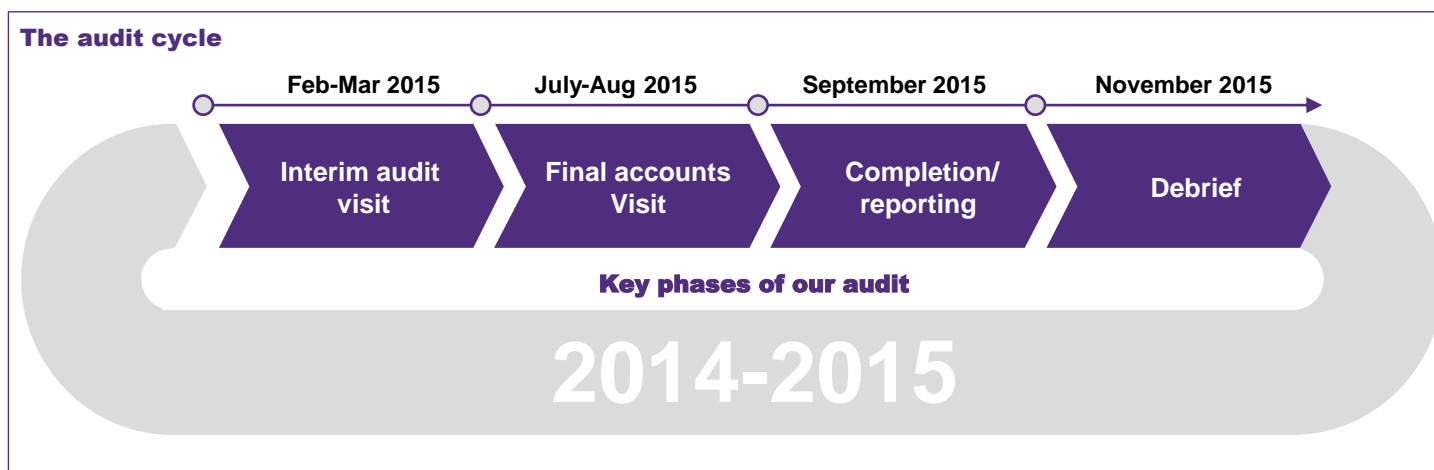 The audit cycle
Feb-Mar 2015
July-Aug 2015
September 2015
November 2015
Interim audit
visit
Final accounts
Visit
Completion/
reporting
Debrief
Key phases of our audit
2014-2015